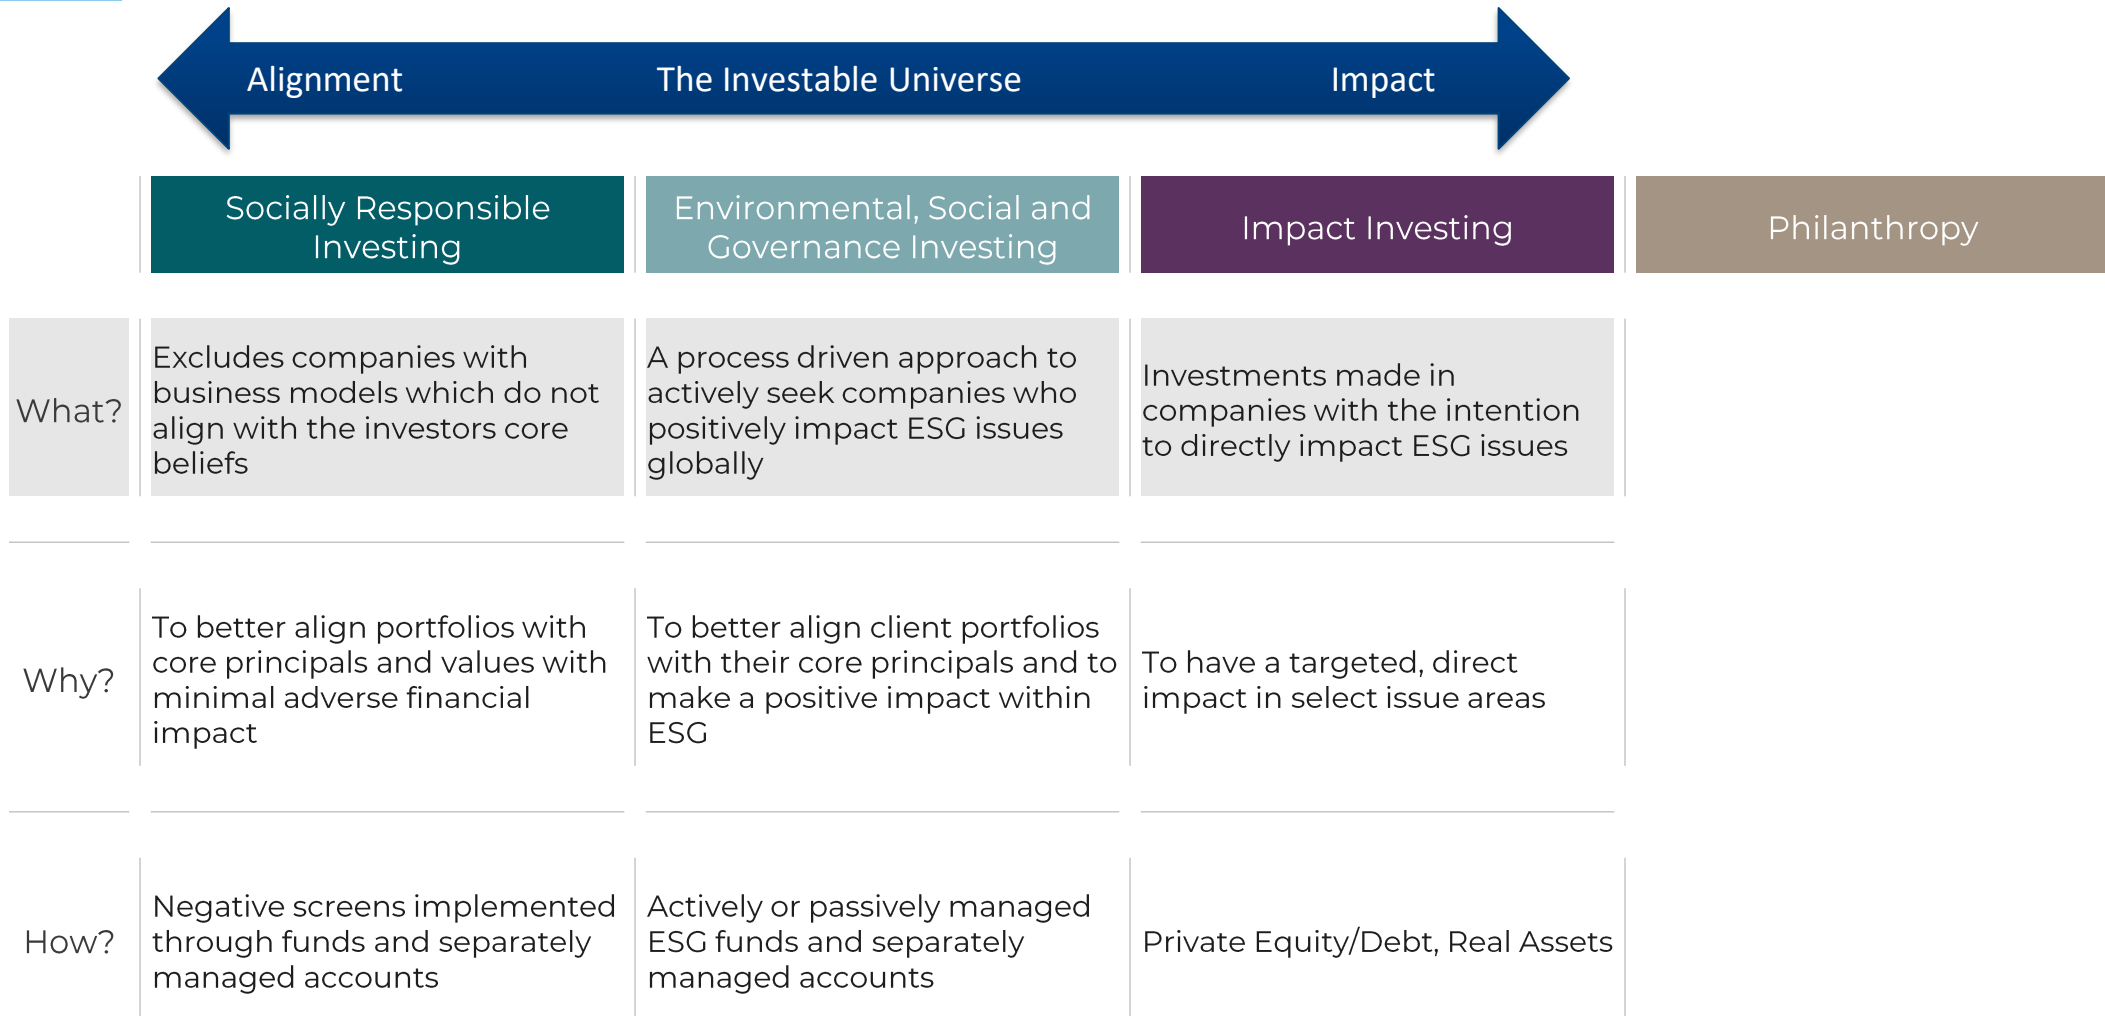 Alignment
The Investable Universe
Impact
Socially Responsible
Investing
Environmental, Social and
Governance Investing
Impact Investing
Philanthropy
What?
Excludes companies with
business models which do not
align with the investors core
beliefs
A process driven approach to
actively seek companies who
positively impact ESG issues
globally
Investments made in
companies with the intention
to directly impact ESG issues
Why?
To better align portfolios with
core principals and values with
minimal adverse financial
impact
To better align client portfolios
with their core principals and to
make a positive impact within
ESG
To have a targeted, direct
impact in select issue areas
How?
Negative screens implemented
through funds and separately
managed accounts
Actively or passively managed
ESG funds and separately
managed accounts
Private Equity/Debt, Real Assets